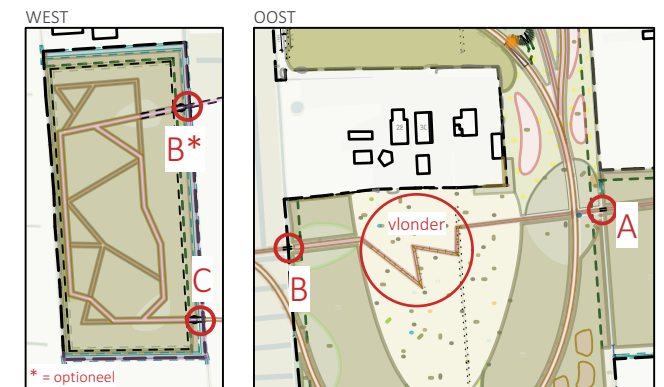 WEST
B*
C
* = optioneel
OOST
28
30
vlonder
A
B